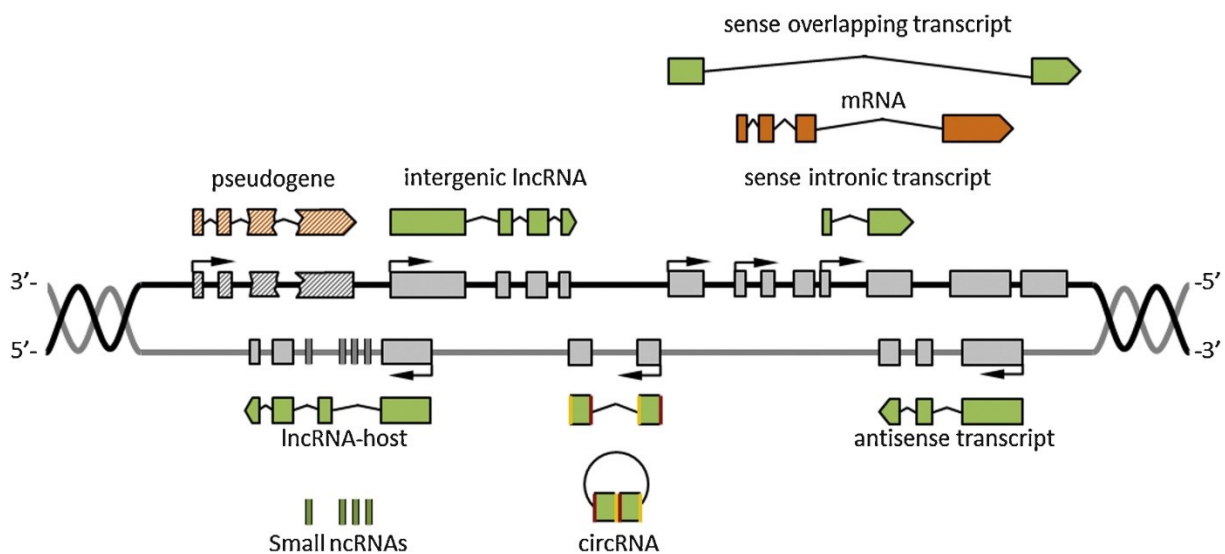 sense overlapping transcript
mRNA
pseudogene
intergenic lncRNA
sense intronic transcript
3'-
-5'
5'-
-3'
lncRNA-host
antisense transcript
Small ncRNAs
circRNA